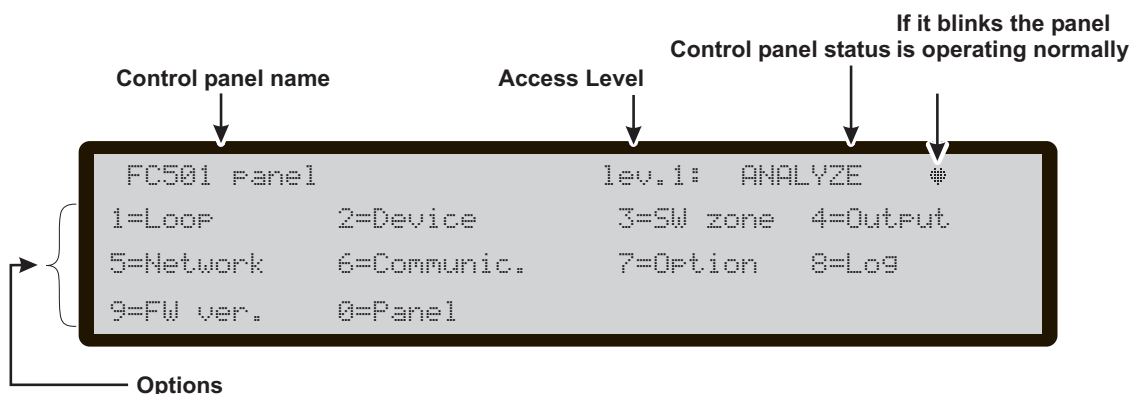 If it blinks the panel
Control panel status is operating normally
Control panel name
Access Level
FC501 panel lev.1: ANALYZE
1=Loop 2=Device 3=SW zone 4=Output
5=Network 6=Communic. 7=Option 8=Log
9=FW ver. 0=Panel
Options